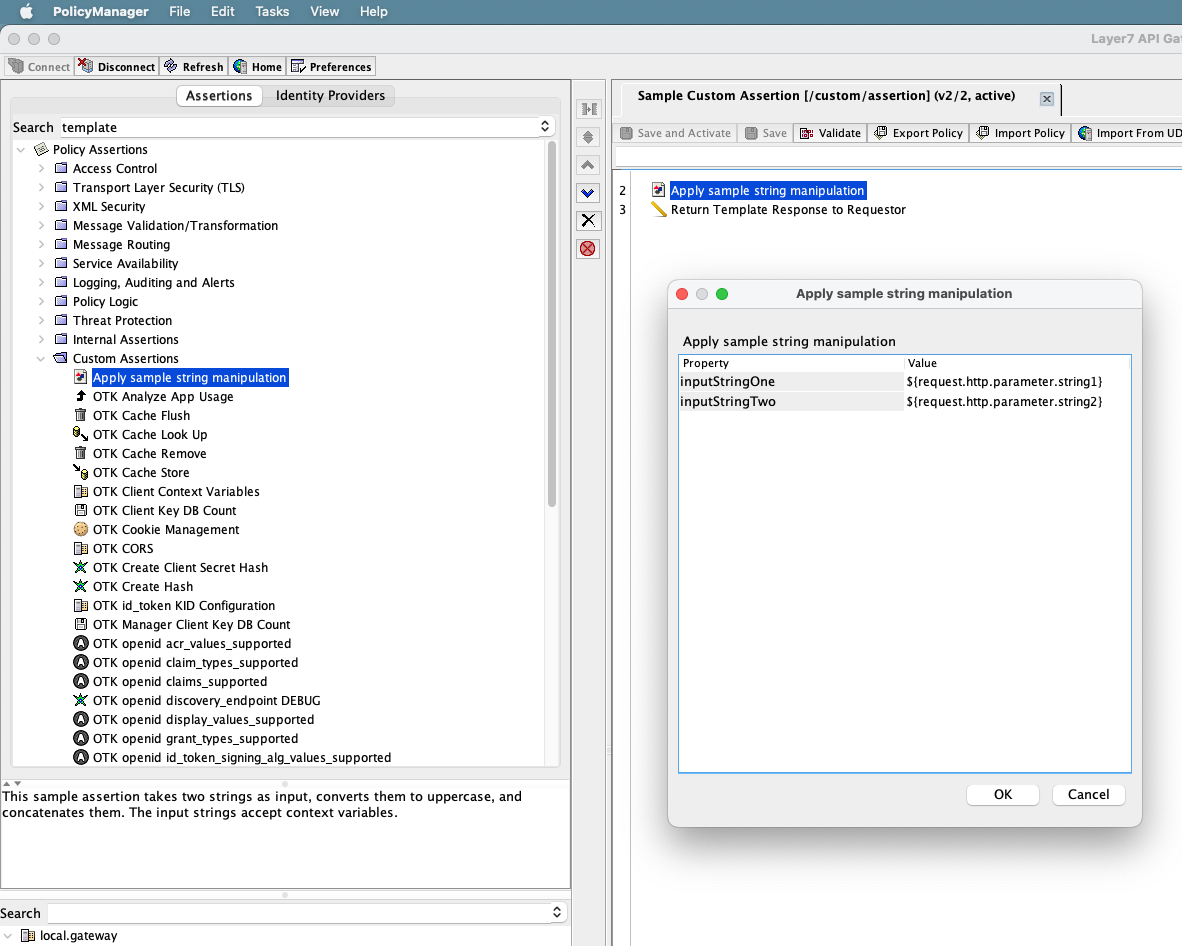 PolicyManager File Edit Tasks View Help
Layer7 API Gat
Connect Disconnect Refresh Home Preferences
Assertions Identity Providers
Search template
Policy Assertions
Access Control
Transport Layer Security (TLS)
XML Security
Message Validation/Transformation
Message Routing
Service Availability
Logging, Auditing and Alerts
Policy Logic
Threat Protection
Internal Assertions
Custom Assertions
Apply sample string manipulation
OTK Analyze App Usage
OTK Cache Flush
OTK Cache Look Up
OTK Cache Remove
OTK Cache Store
OTK Client Context Variables
OTK Client Key DB Count
OTK Cookie Management
OTK CORS
OTK Create Client Secret Hash
OTK Create Hash
OTK id_token KID Configuration
OTK Manager Client Key DB Count
OTK openid acr_values_supported
OTK openid claim_types_supported
OTK openid claims_supported
OTK openid discovery_endpoint DEBUG
OTK openid display_values_supported
OTK openid grant_types_supported
OTK openid id_token_signing_alg_values_supported
This sample assertion takes two strings as input, converts them to uppercase, and
concatenates them. The input strings accept context variables.
Search
local.gateway
Sample Custom Assertion [/custom/assertion] (v2/2, active)
Save and Activate Save Validate Export Policy Import Policy Import From UD
2 Apply sample string manipulation
3 Return Template Response to Requestor
Apply sample string manipulation
Apply sample string manipulation
Property Value
inputStringOne ${request.http.parameter.string1}
inputStringTwo ${request.http.parameter.string2}
OK Cancel